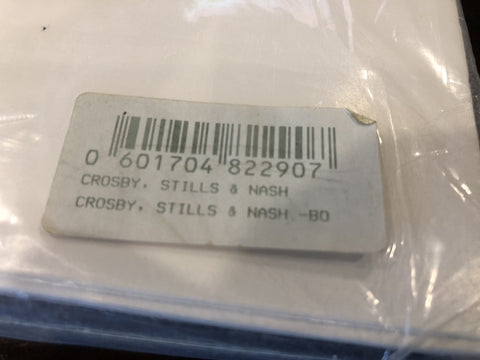 0 601704 822907
CROSBY, STILLS & NASH
CROSBY, STILLS & NASH -BO